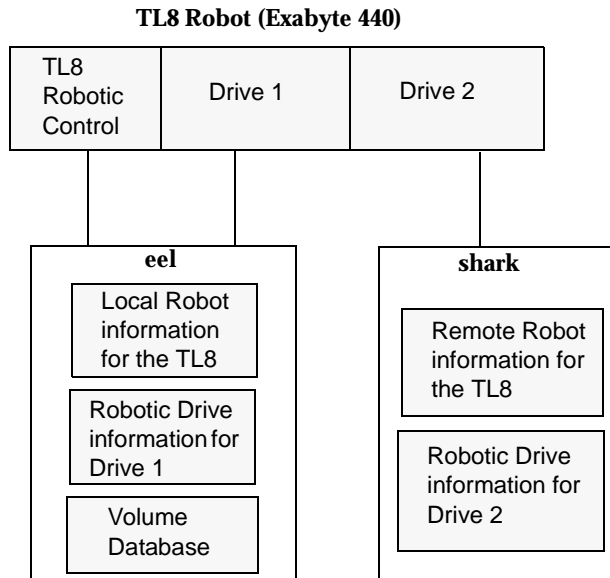 TL8 Robot (Exabyte 440)
TL8
Robotic
Control
Drive 1
Drive 2
eel
Local Robot
information
for the TL8
Robotic Drive
information for
Drive 1
Volume
Database
shark
Remote Robot
information for
the TL8
Robotic Drive
information for
Drive 2